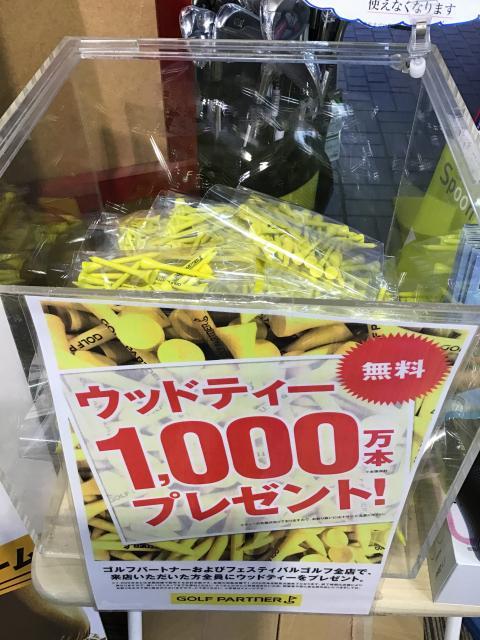 使えなくなります
Spoon
無料
ウッドティー
1,000万本
プレゼント!
ゴルフパートナーおよびフェスティバルゴルフ全店で、
来店いただいた方全員にウッドティーをプレゼント。
GOLF PARTNER